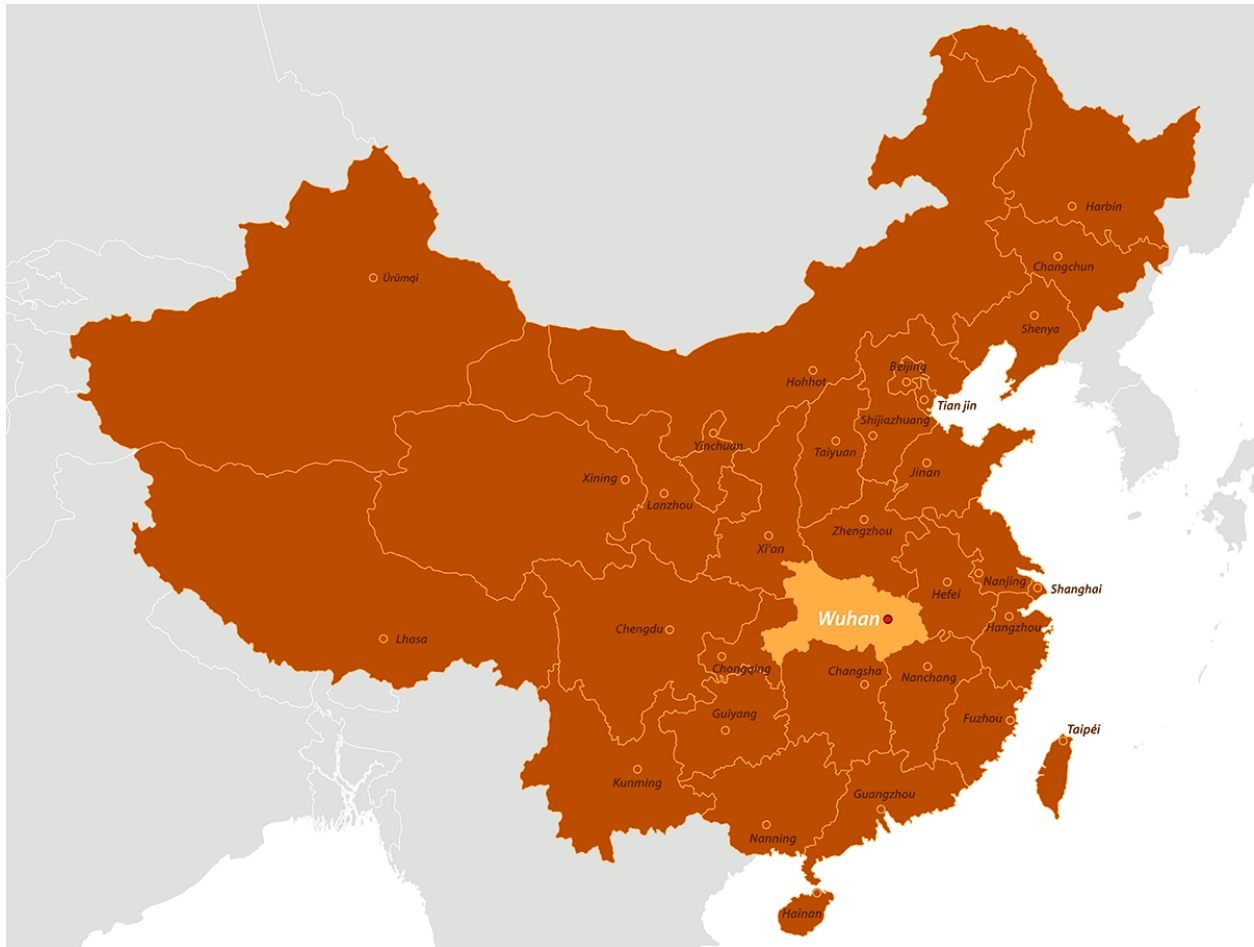 Harbin
Ürümqi
Changchun
Shenya
Beijing
Hohhot
Tian jin
Shijiazhuang
Yinchuan
Taiyuan
Jinan
Xining
Lanzhou
Zhengzhou
Xi'an
Nanjing
Shanghai
Hefei
Wuhan
Hangzhou
Chengdu
Lhasa
Chongqing
Changsha
Nanchang
Guiyang
Fuzhou
Taipéi
Kunming
Guangzhou
Nanning
Hainan